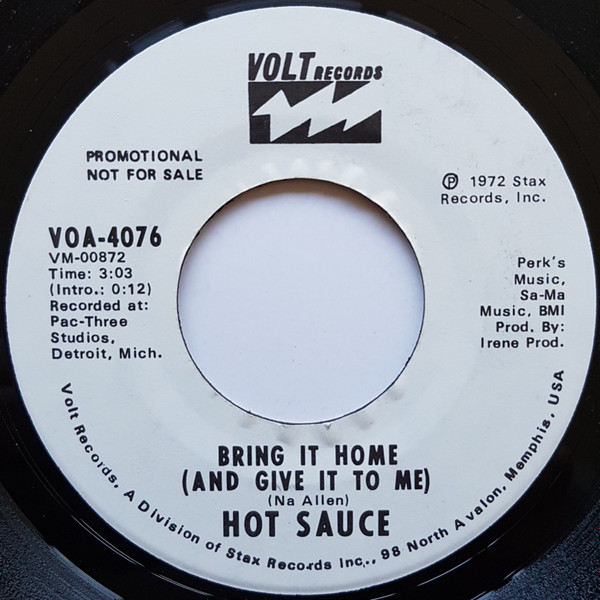 VOLT RECORDS
PROMOTIONAL
NOT FOR SALE
℗ 1972 Stax
Records, Inc.
VOA-4076
VM-00872
Time: 3:03
(Intro.: 0:12)
Recorded at:
Pac-Three
Studios,
Detroit, Mich.
Perk's
Music,
Sa-Ma
Music, BMI
Prod. By:
Irene Prod.
BRING IT HOME
(AND GIVE IT TO ME)
(Na Allen)
HOT SAUCE
Volt Records, A Division of Stax Records Inc,., 98 North Avalon, Memphis, USA